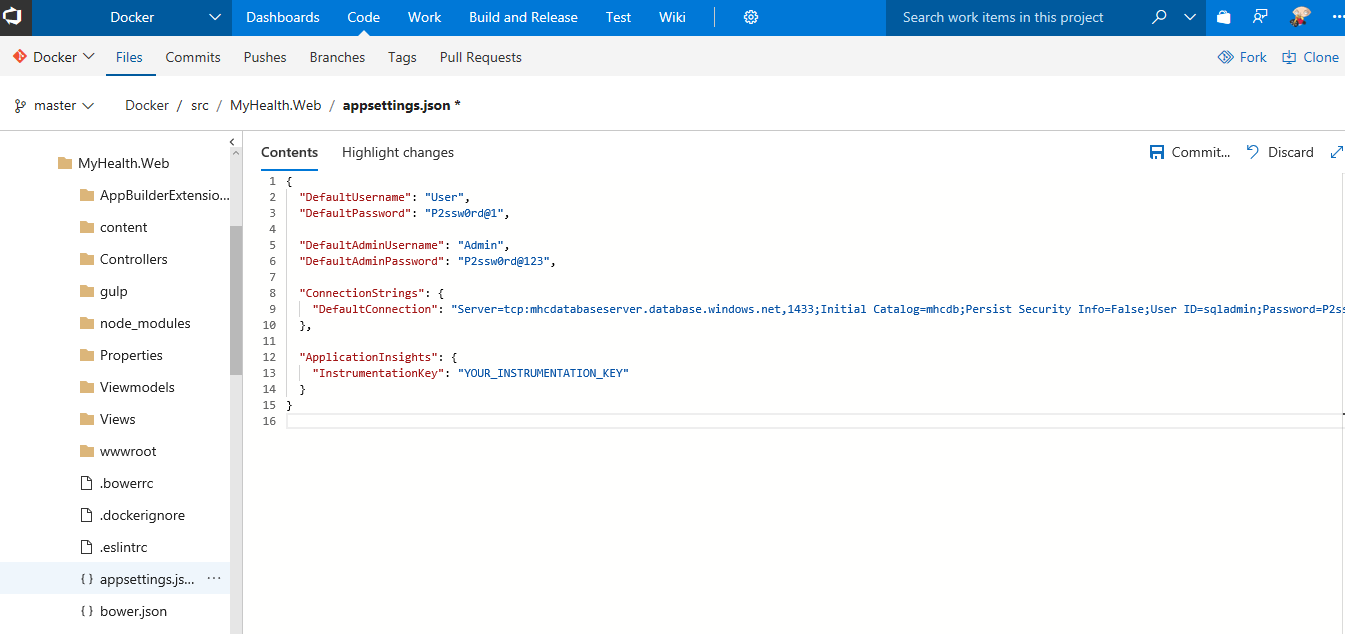 Docker
Dashboards Code Work Build and Release Test Wiki
Search work items in this project
Docker Files Commits Pushes Branches Tags Pull Requests Fork Clone
master Docker / src / MyHealth.Web / appsettings.json *
MyHealth.Web
AppBuilderExtensio...
content
Controllers
gulp
node_modules
Properties
Viewmodels
Views
wwwroot
.bowerrc
.dockerignore
.eslintrc
{ } appsettings.js... ...
{ } bower.json
Contents Highlight changes Commit... Discard
1 {
2 "DefaultUsername": "User",
3 "DefaultPassword": "P2ssw0rd@1",
4
5 "DefaultAdminUsername": "Admin",
6 "DefaultAdminPassword": "P2ssw0rd@123",
7
8 "ConnectionStrings": {
9 "DefaultConnection": "Server=tcp:mhcdatabaseserver.database.windows.net,1433;Initial Catalog=mhcdb;Persist Security Info=False;User ID=sqladmin;Password=P2ss
10 },
11
12 "ApplicationInsights": {
13 "InstrumentationKey": "YOUR_INSTRUMENTATION_KEY"
14 }
15 }
16